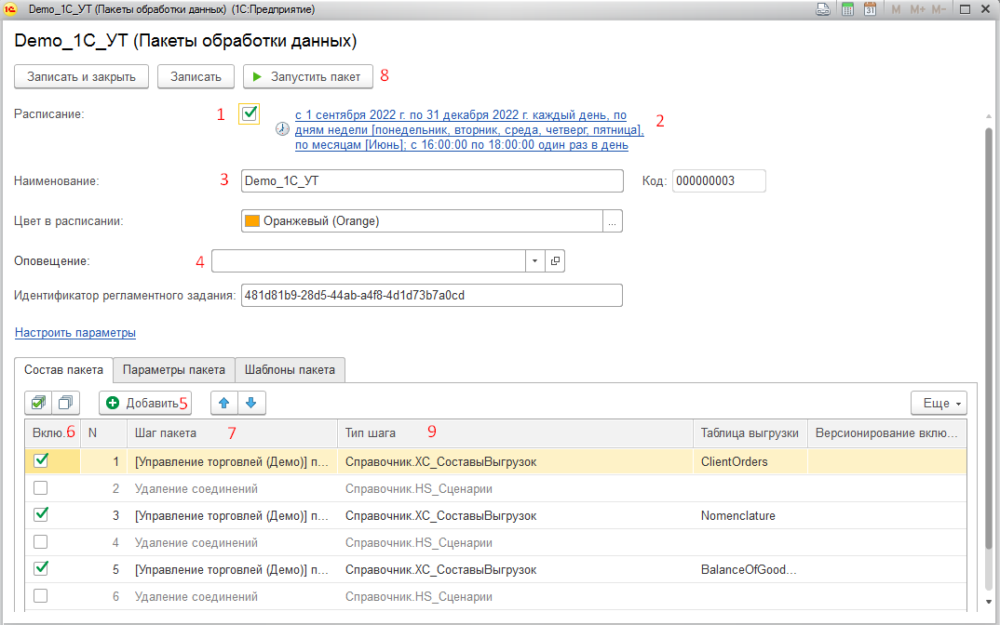 Demo_1С_УТ (Пакеты обработки данных) (1С:Предприятие)
M M+ M-
Demo_1С_УТ (Пакеты обработки данных)
Записать и закрыть Записать Запустить пакет 8
Расписание: 1 с 1 сентября 2022 г. по 31 декабря 2022 г. каждый день, по
дням недели [понедельник, вторник, среда, четверг, пятница], 2
по месяцам [Июнь]; с 16:00:00 по 18:00:00 один раз в день
Наименование: 3 Demo_1С_УТ Код: 000000003
Цвет в расписании: Оранжевый (Orange) ...
Оповещение: 4
Идентификатор регламентного задания: 481d81b9-28d5-44ab-a4f8-4d1d73b7a0cd
Настроить параметры
Состав пакета Параметры пакета Шаблоны пакета
Добавить 5 Еще
Вклю... 6 N Шаг пакета 7 Тип шага 9 Таблица выгрузки Версионирование вклю...
1 [Управление торговлей (Демо)] п... Справочник.ХС_СоставыВыгрузок ClientOrders
2 Удаление соединений Справочник.HS_Сценарии
3 [Управление торговлей (Демо)] п... Справочник.ХС_СоставыВыгрузок Nomenclature
4 Удаление соединений Справочник.HS_Сценарии
5 [Управление торговлей (Демо)] п... Справочник.ХС_СоставыВыгрузок BalanceOfGood...
6 Удаление соединений Справочник.HS_Сценарии